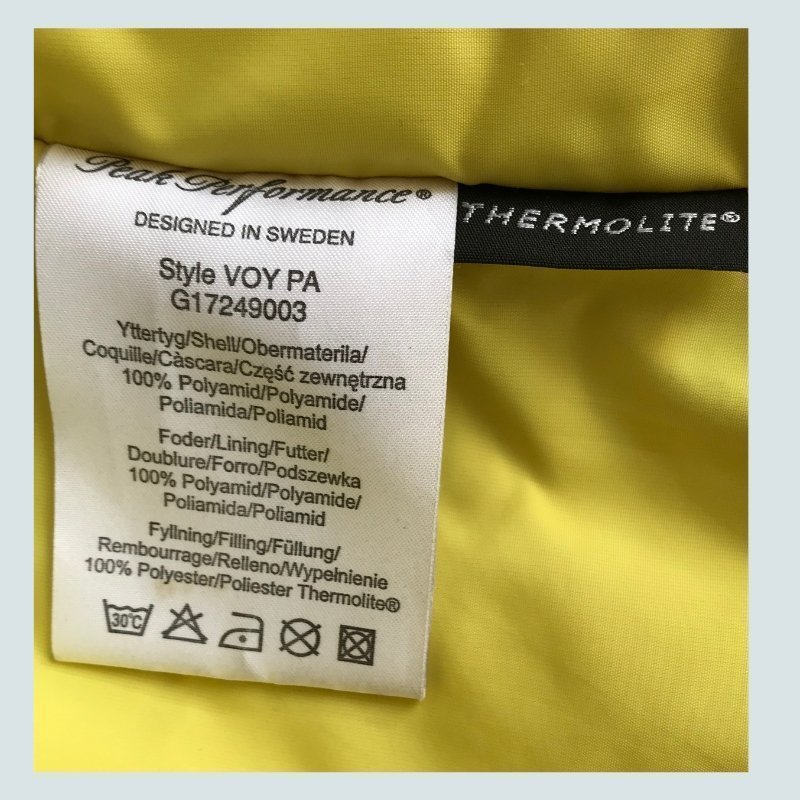 Peak Performance®
DESIGNED IN SWEDEN
THERMOLITE®
Style VOY PA
G17249003
Yttertyg/Shell/Obermaterila/
Coquille/Càscara/Część zewnętrzna
100% Polyamid/Polyamide/
Poliamida/Poliamid
Foder/Lining/Futter/
Doublure/Forro/Podszewka
100% Polyamid/Polyamide/
Poliamida/Poliamid
Fyllning/Filling/Füllung/
Rembourrage/Relleno/Wypełnienie
100% Polyester/Poliester Thermolite®
30°C